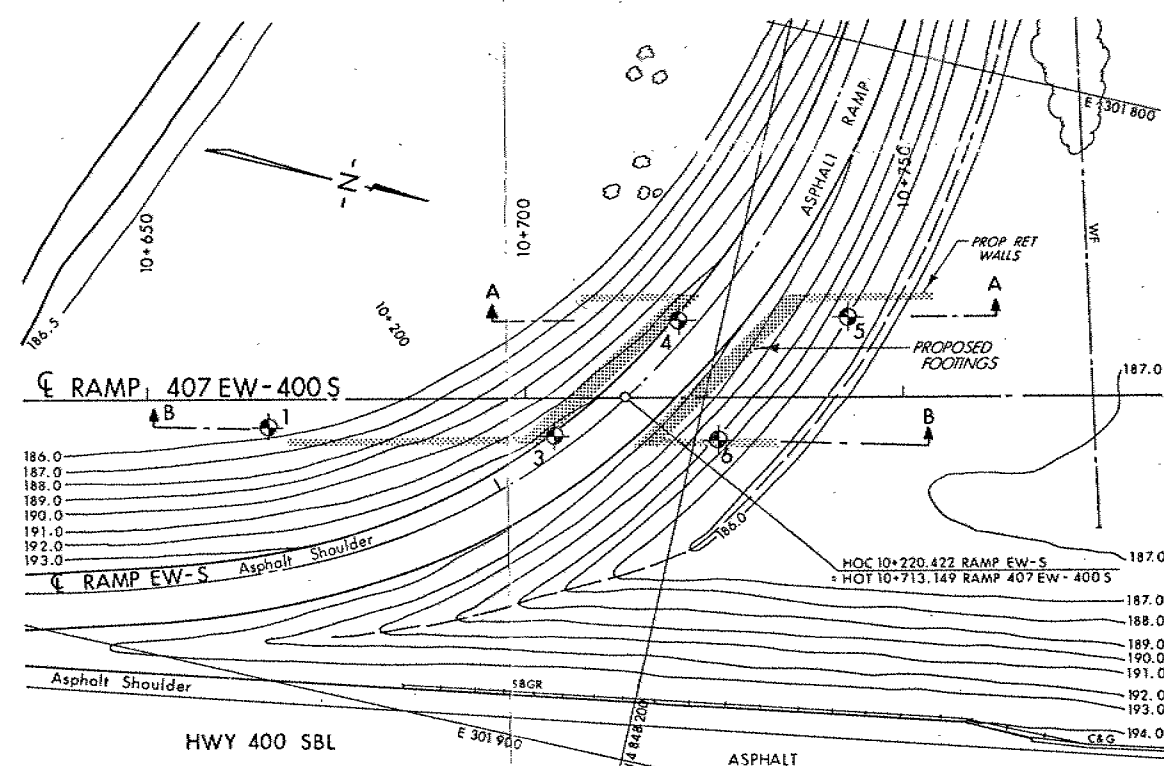 E 301 800
ASPHALT RAMP
10+75C
WF
-N-
10+650
10+700
PROP RET
WALLS
186.5
10+200
A
A
4
5
PROPOSED
FOOTINGS
187.0
℄ RAMP 407 EW-400 S
B
1
B
3
6
186.0
187.0
188.0
189.0
190.0
191.0
192.0
193.0
186.0
Asphalt Shoulder
℄ RAMP EW-S
HOC 10+220.422 RAMP EW-S
= HOT 10+713.149 RAMP 407 EW-400 S
187.0
187.0
188.0
189.0
190.0
191.0
192.0
193.0
194.0
Asphalt Shoulder
SBGR
C&G
HWY 400 SBL
E 301 900
4 848 200
ASPHALT